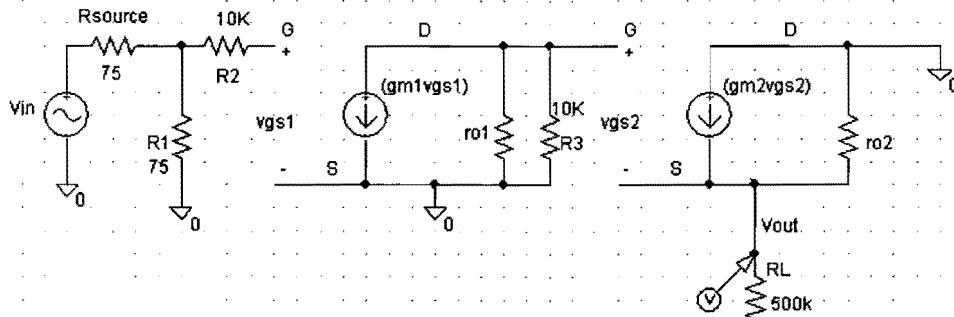 Rsource
75
10K
R2
G
+
D
G
+
D
0
Vin
R1
75
vgs1
(gm1vgs1)
ro1
10K
R3
vgs2
(gm2vgs2)
ro2
0
0
-
S
0
-
S
Vout
V
RL
500k